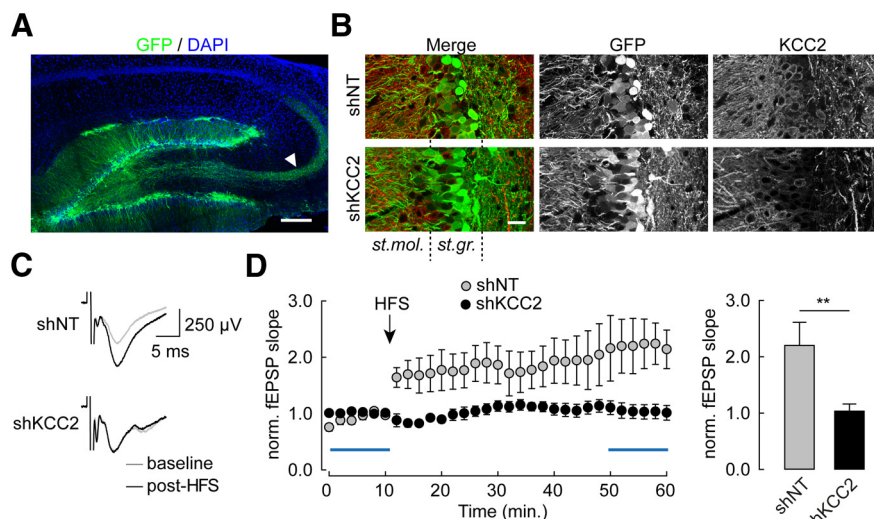 A
GFP / DAPI
B
Merge
GFP
KCC2
shNT
shKCC2
st.mol.
st.gr.
C
shNT
250 µV
5 ms
shKCC2
baseline
post-HFS
D
shNT
shKCC2
HFS
norm. fEPSP slope
3.0
2.0
1.0
0.0
0
10
20
30
40
50
60
Time (min.)
norm. fEPSP slope
3.0
2.0
1.0
0.0
**
shNT
shKCC2